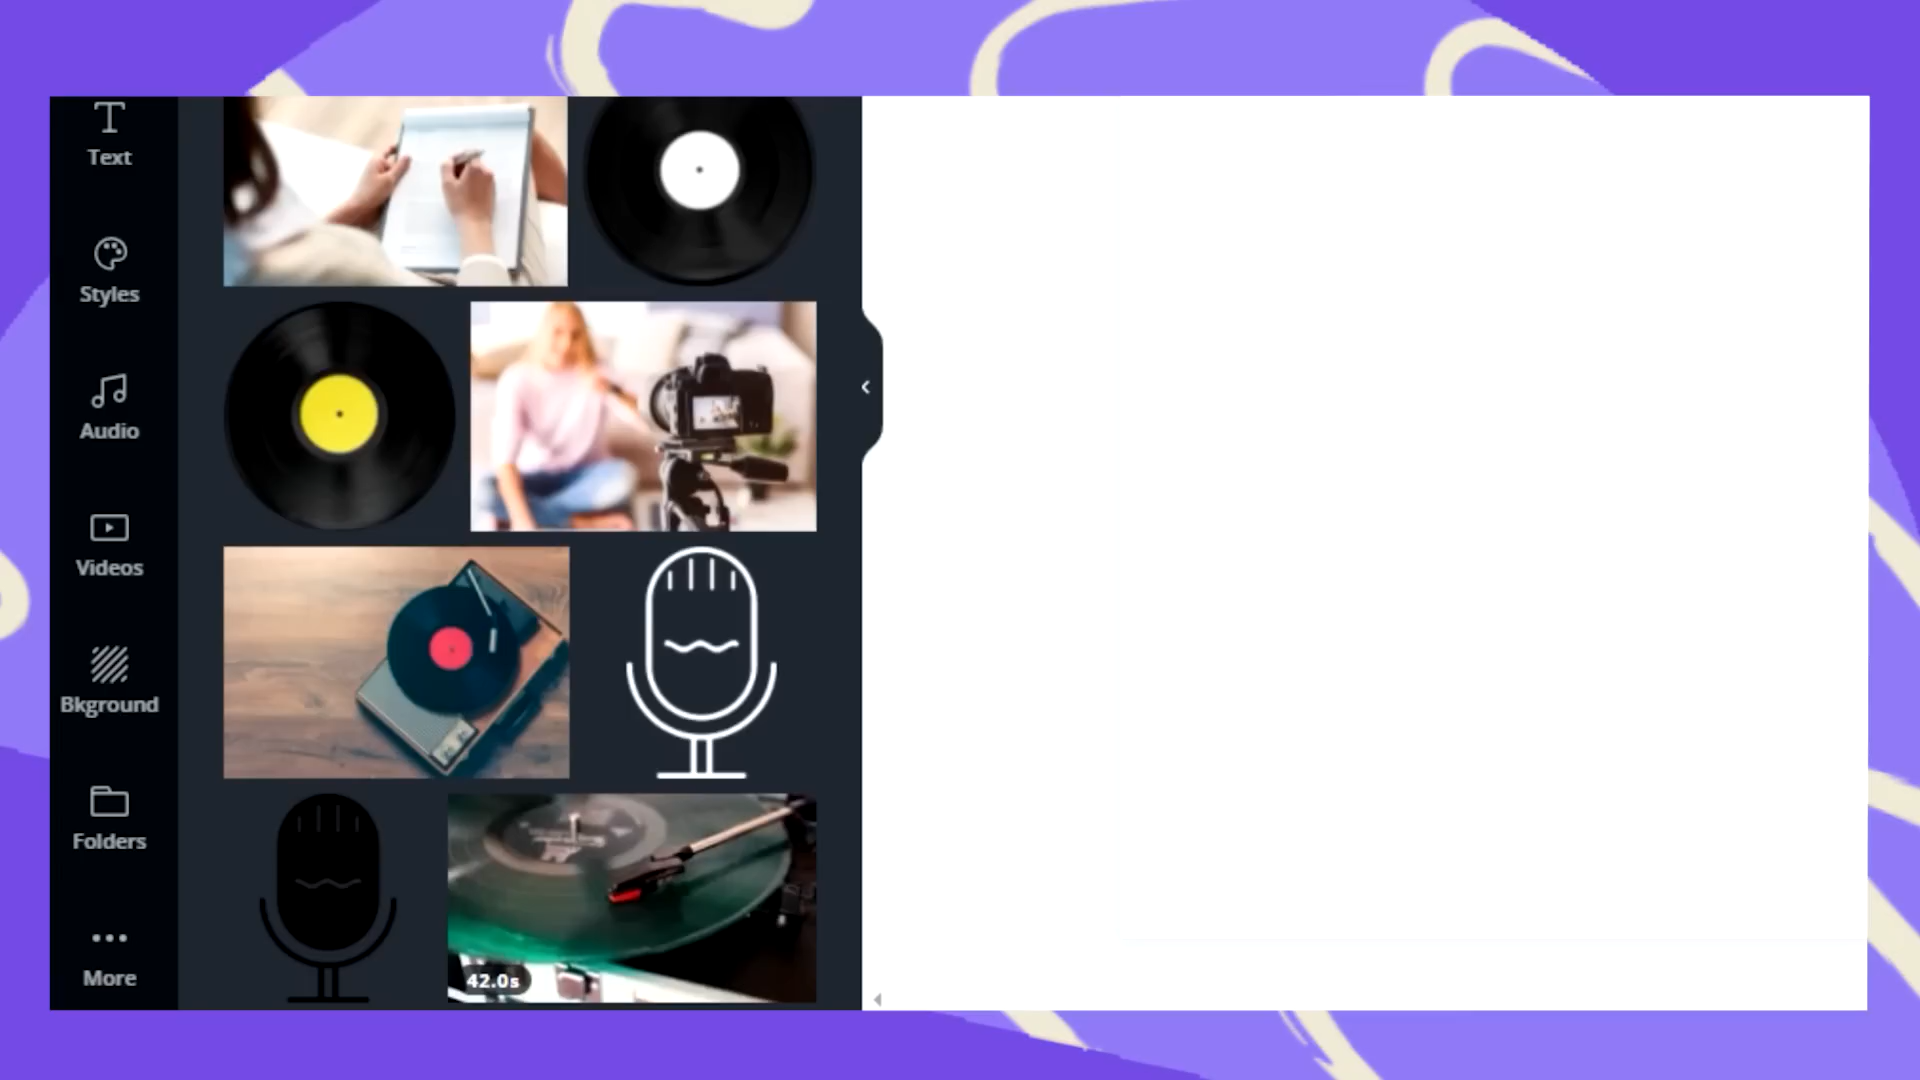 Text
Styles
Audio
Videos
Bkground
Folders
More
42.0s